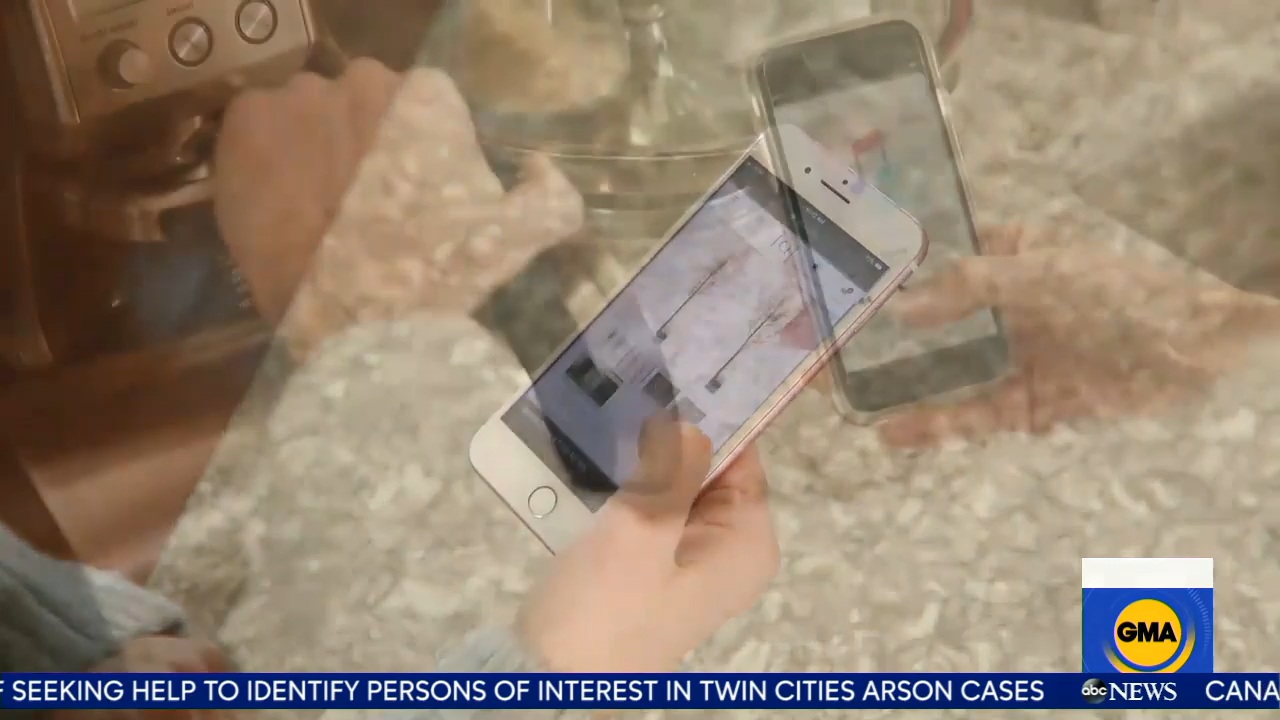 GMA
F SEEKING HELP TO IDENTIFY PERSONS OF INTEREST IN TWIN CITIES ARSON CASES abc NEWS CANA